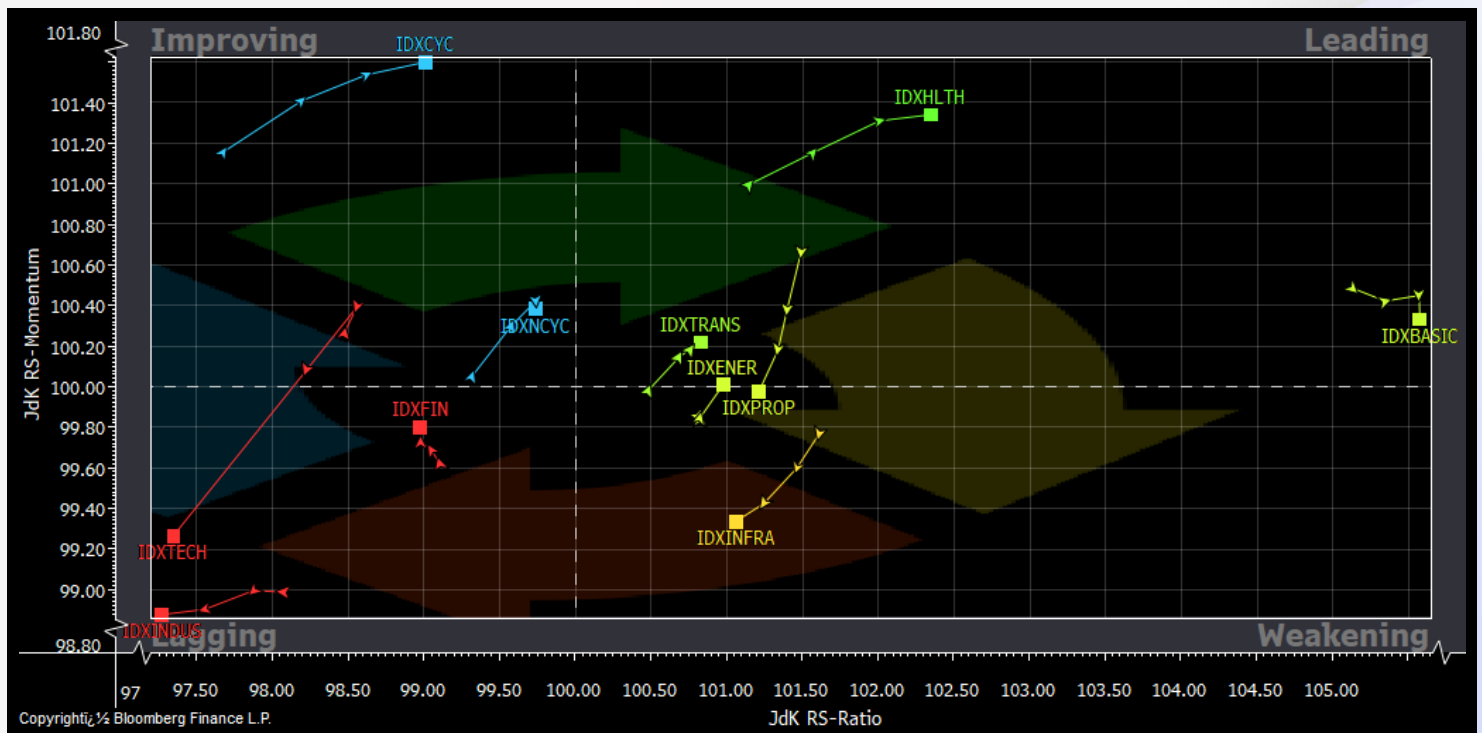 101.80
Improving
Leading
IDXCYC
101.40
IDXHLTH
101.20
101.00
100.80
100.60
100.40
IDXNCYC
IDXTRANS
IDXBASIC
100.20
IDXENER
100.00
IDXFIN
IDXPROP
99.80
99.60
99.40
IDXINFRA
IDXTECH
99.20
99.00
IDXINDUS
98.80
Lagging
Weakening
JdK RS-Momentum
97
97.50
98.00
98.50
99.00
99.50
100.00
100.50
101.00
101.50
102.00
102.50
103.00
103.50
104.00
104.50
105.00
Copyrightï¿½ Bloomberg Finance L.P.
JdK RS-Ratio